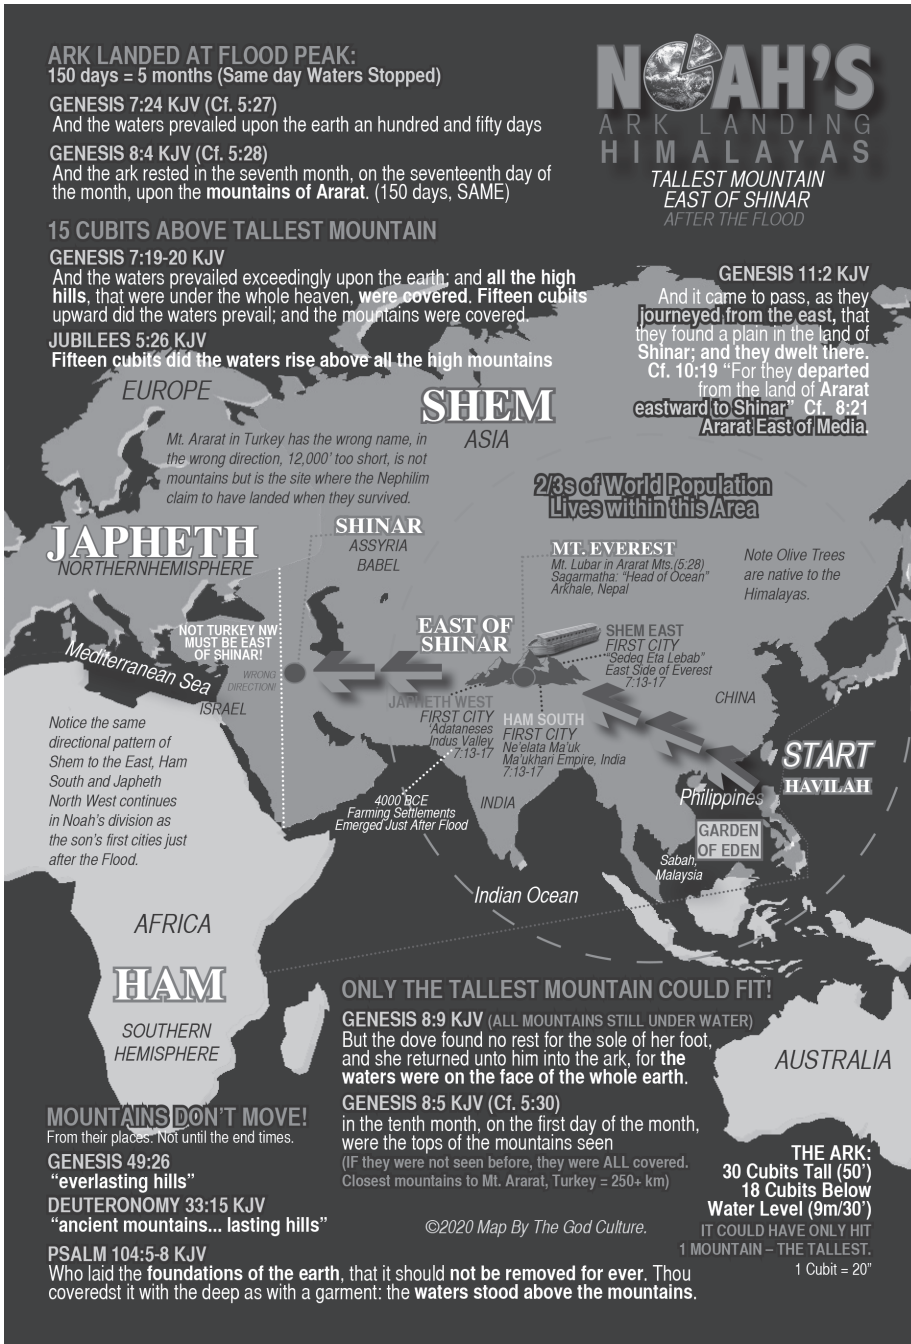 ARK LANDED AT FLOOD PEAK:
150 days = 5 months (Same day Waters Stopped)
GENESIS 7:24 KJV (Cf. 5:27)
And the waters prevailed upon the earth an hundred and fifty days
GENESIS 8:4 KJV (Cf. 5:28)
And the ark rested in the seventh month, on the seventeenth day of
the month, upon the mountains of Ararat. (150 days, SAME)
NOAH'S
ARK LANDING
HIMALAYAS
TALLEST MOUNTAIN
EAST OF SHINAR
AFTER THE FLOOD
15 CUBITS ABOVE TALLEST MOUNTAIN
GENESIS 7:19-20 KJV
And the waters prevailed exceedingly upon the earth; and all the high
hills, that were under the whole heaven, were covered. Fifteen cubits
upward did the waters prevail; and the mountains were covered.
JUBILEES 5:26 KJV
Fifteen cubits did the waters rise above all the high mountains
GENESIS 11:2 KJV
And it came to pass, as they
journeyed from the east, that
they found a plain in the land of
Shinar; and they dwelt there.
Cf. 10:19 “For they departed
from the land of Ararat
eastward to Shinar” Cf. 8:21
Ararat East of Media.
EUROPE
SHEM
ASIA
Mt. Ararat in Turkey has the wrong name, in
the wrong direction, 12,000' too short, is not
mountains but is the site where the Nephilim
claim to have landed when they survived.
2/3s of World Population
Lives within this Area
JAPHETH
NORTHERNHEMISPHERE
SHINAR
ASSYRIA
BABEL
MT. EVEREST
Mt. Lubar in Ararat Mts.(5:28)
Sagarmatha: “Head of Ocean”
Arkhale, Nepal
Note Olive Trees
are native to the
Himalayas.
NOT TURKEY NW
MUST BE EAST
OF SHINAR!
EAST OF
SHINAR
SHEM EAST
FIRST CITY
“Sedeq Eta Lebab”
East Side of Everest
7:13-17
Mediterranean Sea
WRONG
DIRECTION!
ISRAEL
CHINA
JAPHETH WEST
FIRST CITY
'Adataneses
Indus Valley
7:13-17
HAM SOUTH
FIRST CITY
Ne'elata Ma'uk
Ma'ukhari Empire, India
7:13-17
Notice the same
directional pattern of
Shem to the East, Ham
South and Japheth
North West continues
in Noah's division as
the son's first cities just
after the Flood.
START
HAVILAH
Philippines
4000 BCE
Farming Settlements
Emerged Just After Flood
INDIA
GARDEN
OF EDEN
Sabah,
Malaysia
Indian Ocean
AFRICA
HAM
SOUTHERN
HEMISPHERE
ONLY THE TALLEST MOUNTAIN COULD FIT!
GENESIS 8:9 KJV (ALL MOUNTAINS STILL UNDER WATER)
But the dove found no rest for the sole of her foot,
and she returned unto him into the ark, for the
waters were on the face of the whole earth.
GENESIS 8:5 KJV (Cf. 5:30)
in the tenth month, on the first day of the month,
were the tops of the mountains seen
(IF they were not seen before, they were ALL covered.
Closest mountains to Mt. Ararat, Turkey = 250+ km)
AUSTRALIA
MOUNTAINS DON'T MOVE!
From their places. Not until the end times.
GENESIS 49:26
“everlasting hills”
DEUTERONOMY 33:15 KJV
“ancient mountains... lasting hills”
PSALM 104:5-8 KJV
Who laid the foundations of the earth, that it should not be removed for ever. Thou
coveredst it with the deep as with a garment: the waters stood above the mountains.
©2020 Map By The God Culture.
THE ARK:
30 Cubits Tall (50')
18 Cubits Below
Water Level (9m/30')
IT COULD HAVE ONLY HIT
1 MOUNTAIN – THE TALLEST.
1 Cubit = 20”